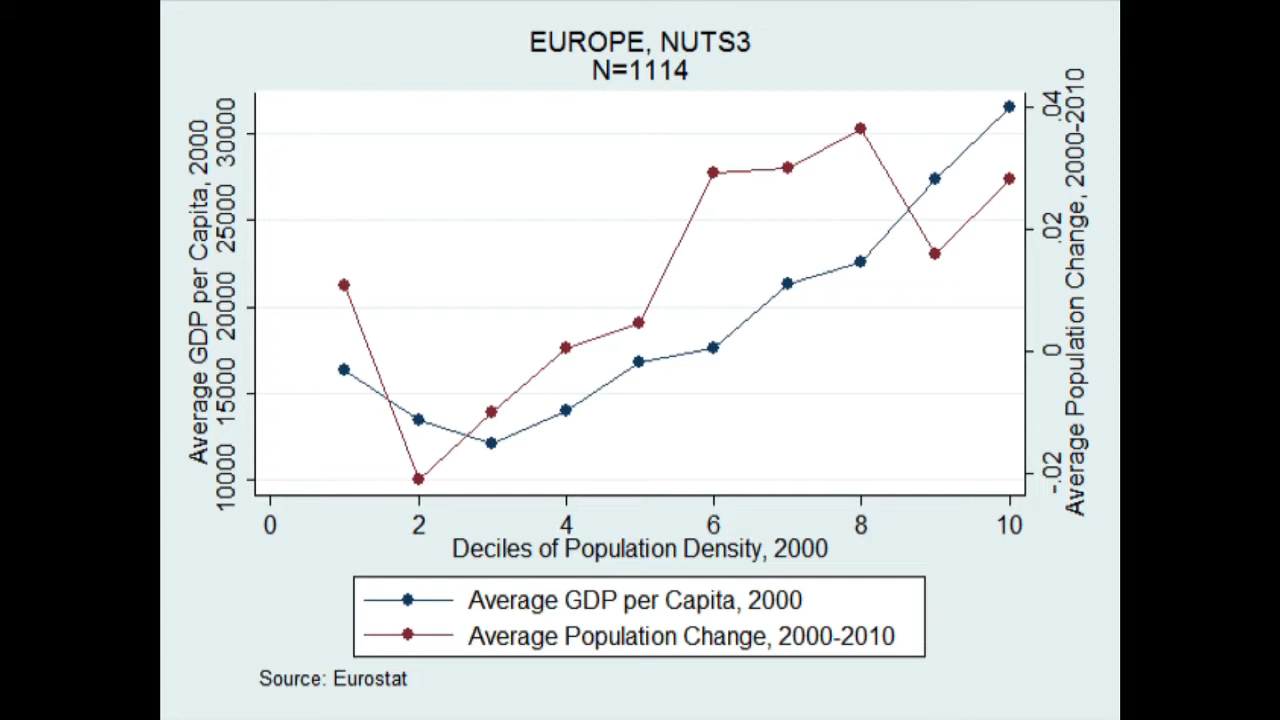 EUROPE, NUTS3
N=1114
Average GDP per Capita, 2000
30000
25000
20000
15000
10000
.04
.02
0
-.02
Average Population Change, 2000-2010
0 2 4 6 8 10
Deciles of Population Density, 2000
Average GDP per Capita, 2000
Average Population Change, 2000-2010
Source: Eurostat